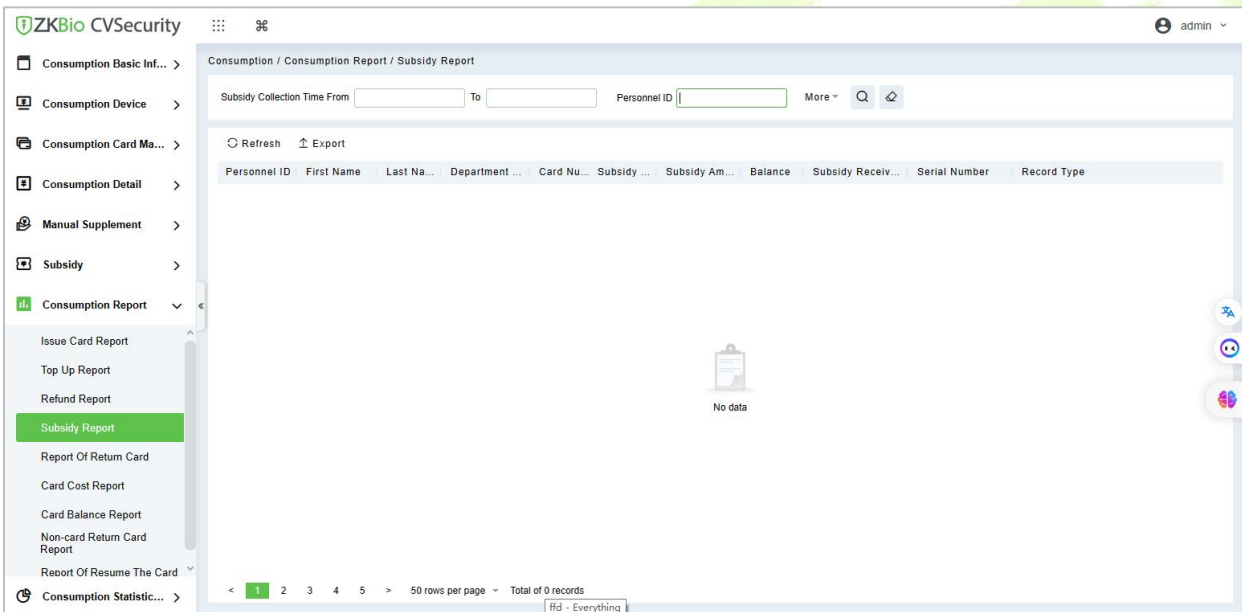 ZKBio CVSecurity
admin
Consumption Basic Inf...
Consumption Device
Consumption Card Ma...
Consumption Detail
Manual Supplement
Subsidy
Consumption Report
Issue Card Report
Top Up Report
Refund Report
Subsidy Report
Report Of Return Card
Card Cost Report
Card Balance Report
Non-card Return Card
Report
Report Of Resume The Card
Consumption Statistic...
Consumption / Consumption Report / Subsidy Report
Subsidy Collection Time From To Personnel ID More
Refresh Export
Personnel ID First Name Last Na... Department ... Card Nu... Subsidy ... Subsidy Am... Balance Subsidy Receiv... Serial Number Record Type
No data
< 1 2 3 4 5 > 50 rows per page Total of 0 records
ffd - Everything